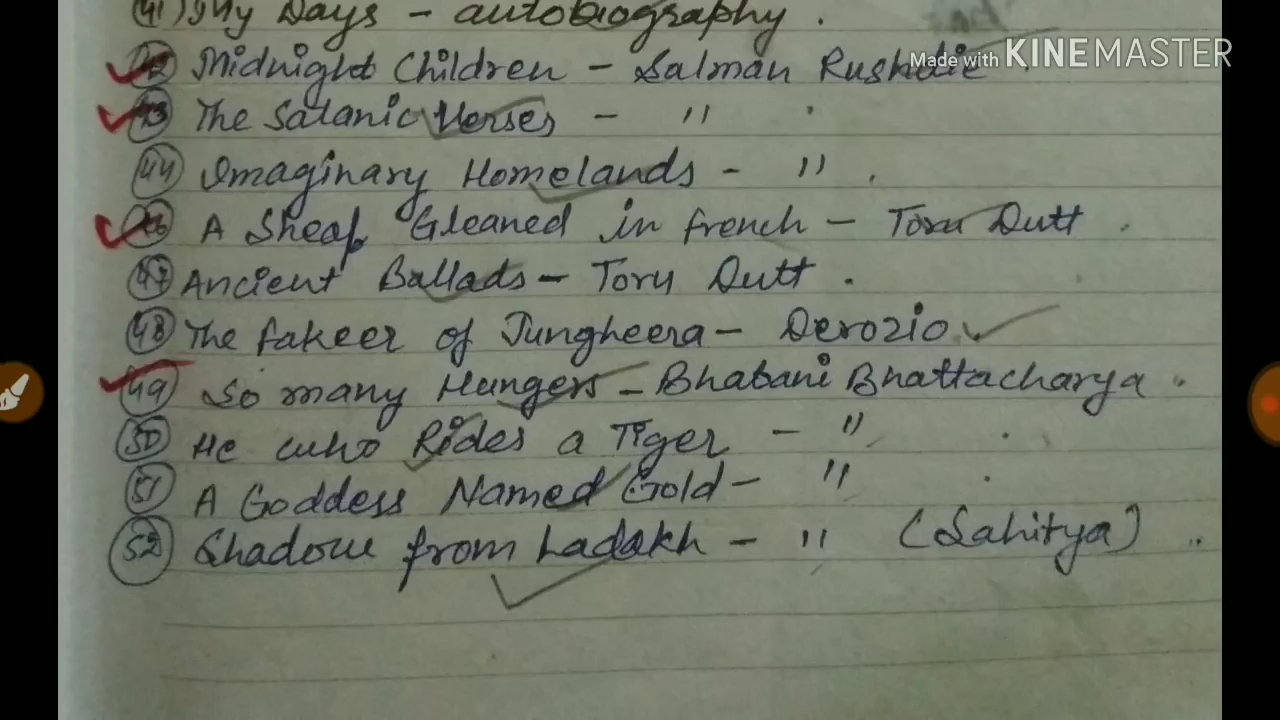 41) My Days - autobiography.
Made with KINEMASTER
42 Midnight Children - Salman Rushdie.
43 The Satanic Verses - " .
44 Imaginary Homelands - " .
46 A Sheaf Gleaned in french - Toru Dutt .
47 Ancient Ballads - Toru Dutt .
48 The fakeer of Jungheera - Derozio.
49 So many Hungers - Bhabani Bhattacharya .
50 He who Rides a Tiger - " .
51 A Goddess Named Gold - " .
52 Shadow from Ladakh - " (Sahitya) ..